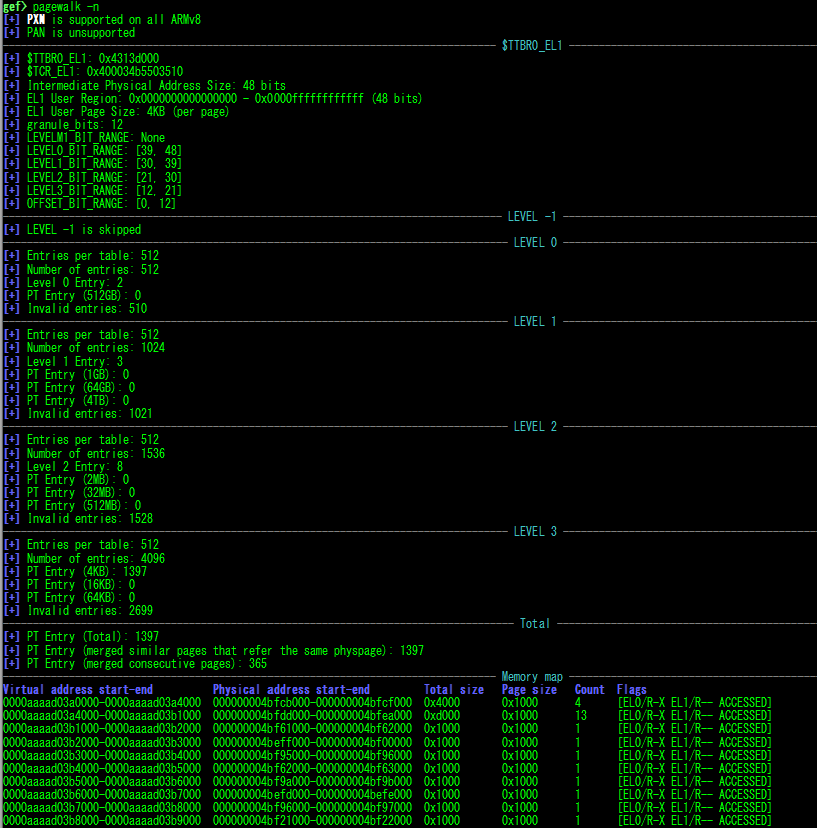 gef> pagewalk -n
[+] PXN is supported on all ARMv8
[+] PAN is unsupported
$TTBR0_EL1
[+] $TTBR0_EL1: 0x4313d000
[+] $TCR_EL1: 0x400034b5503510
[+] Intermediate Physical Address Size: 48 bits
[+] EL1 User Region: 0x0000000000000000 - 0x0000ffffffffffff (48 bits)
[+] EL1 User Page Size: 4KB (per page)
[+] granule_bits: 12
[+] LEVELM1_BIT_RANGE: None
[+] LEVEL0_BIT_RANGE: [39, 48]
[+] LEVEL1_BIT_RANGE: [30, 39]
[+] LEVEL2_BIT_RANGE: [21, 30]
[+] LEVEL3_BIT_RANGE: [12, 21]
[+] OFFSET_BIT_RANGE: [0, 12]
LEVEL -1
[+] LEVEL -1 is skipped
LEVEL 0
[+] Entries per table: 512
[+] Number of entries: 512
[+] Level 0 Entry: 2
[+] PT Entry (512GB): 0
[+] Invalid entries: 510
LEVEL 1
[+] Entries per table: 512
[+] Number of entries: 1024
[+] Level 1 Entry: 3
[+] PT Entry (1GB): 0
[+] PT Entry (64GB): 0
[+] PT Entry (4TB): 0
[+] Invalid entries: 1021
LEVEL 2
[+] Entries per table: 512
[+] Number of entries: 1536
[+] Level 2 Entry: 8
[+] PT Entry (2MB): 0
[+] PT Entry (32MB): 0
[+] PT Entry (512MB): 0
[+] Invalid entries: 1528
LEVEL 3
[+] Entries per table: 512
[+] Number of entries: 4096
[+] PT Entry (4KB): 1397
[+] PT Entry (16KB): 0
[+] PT Entry (64KB): 0
[+] Invalid entries: 2699
Total
[+] PT Entry (Total): 1397
[+] PT Entry (merged similar pages that refer the same physpage): 1397
[+] PT Entry (merged consecutive pages): 365
Memory map
Virtual address start-end Physical address start-end Total size Page size Count Flags
0000aaaad03a0000-0000aaaad03a4000 000000004bfcb000-000000004bfcf000 0x4000 0x1000 4 [EL0/R-X EL1/R-- ACCESSED]
0000aaaad03a4000-0000aaaad03b1000 000000004bfdd000-000000004bfea000 0xd000 0x1000 13 [EL0/R-X EL1/R-- ACCESSED]
0000aaaad03b1000-0000aaaad03b2000 000000004bf61000-000000004bf62000 0x1000 0x1000 1 [EL0/R-X EL1/R-- ACCESSED]
0000aaaad03b2000-0000aaaad03b3000 000000004beff000-000000004bf00000 0x1000 0x1000 1 [EL0/R-X EL1/R-- ACCESSED]
0000aaaad03b3000-0000aaaad03b4000 000000004bf95000-000000004bf96000 0x1000 0x1000 1 [EL0/R-X EL1/R-- ACCESSED]
0000aaaad03b4000-0000aaaad03b5000 000000004bf62000-000000004bf63000 0x1000 0x1000 1 [EL0/R-X EL1/R-- ACCESSED]
0000aaaad03b5000-0000aaaad03b6000 000000004bf9a000-000000004bf9b000 0x1000 0x1000 1 [EL0/R-X EL1/R-- ACCESSED]
0000aaaad03b6000-0000aaaad03b7000 000000004befd000-000000004befe000 0x1000 0x1000 1 [EL0/R-X EL1/R-- ACCESSED]
0000aaaad03b7000-0000aaaad03b8000 000000004bf96000-000000004bf97000 0x1000 0x1000 1 [EL0/R-X EL1/R-- ACCESSED]
0000aaaad03b8000-0000aaaad03b9000 000000004bf21000-000000004bf22000 0x1000 0x1000 1 [EL0/R-X EL1/R-- ACCESSED]